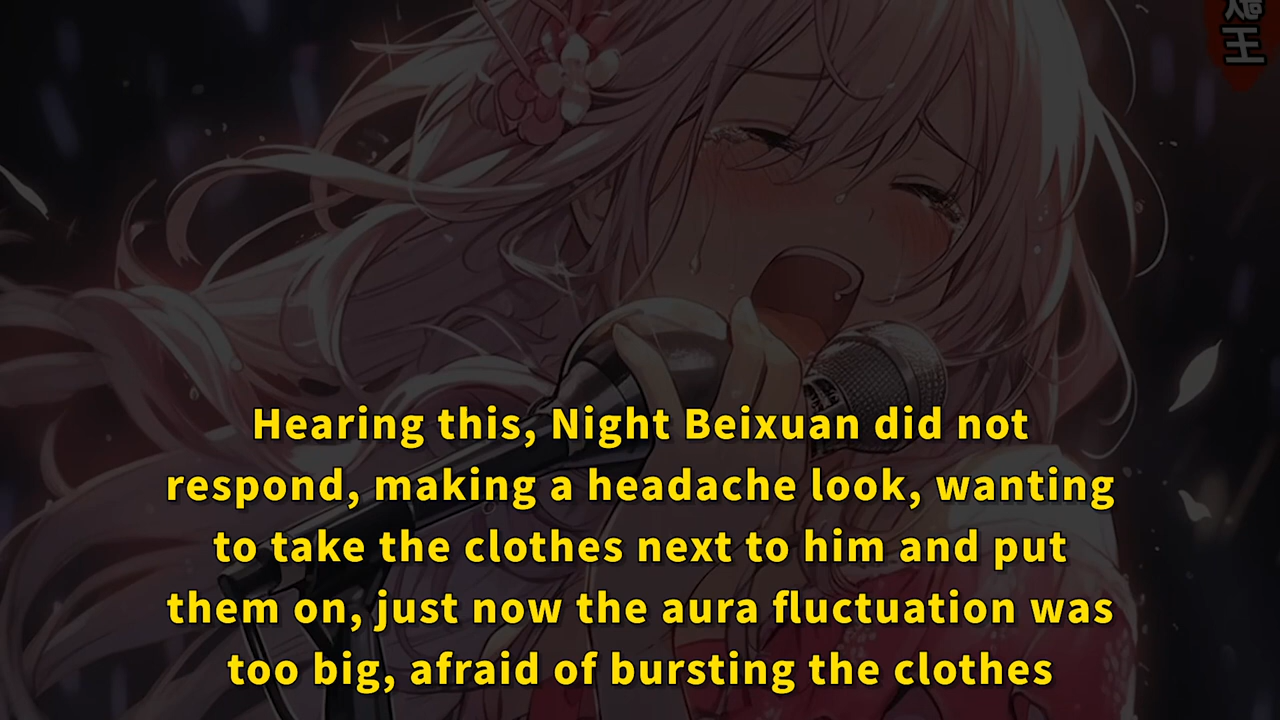 王
Hearing this, Night Beixuan did not
respond, making a headache look, wanting
to take the clothes next to him and put
them on, just now the aura fluctuation was
too big, afraid of bursting the clothes